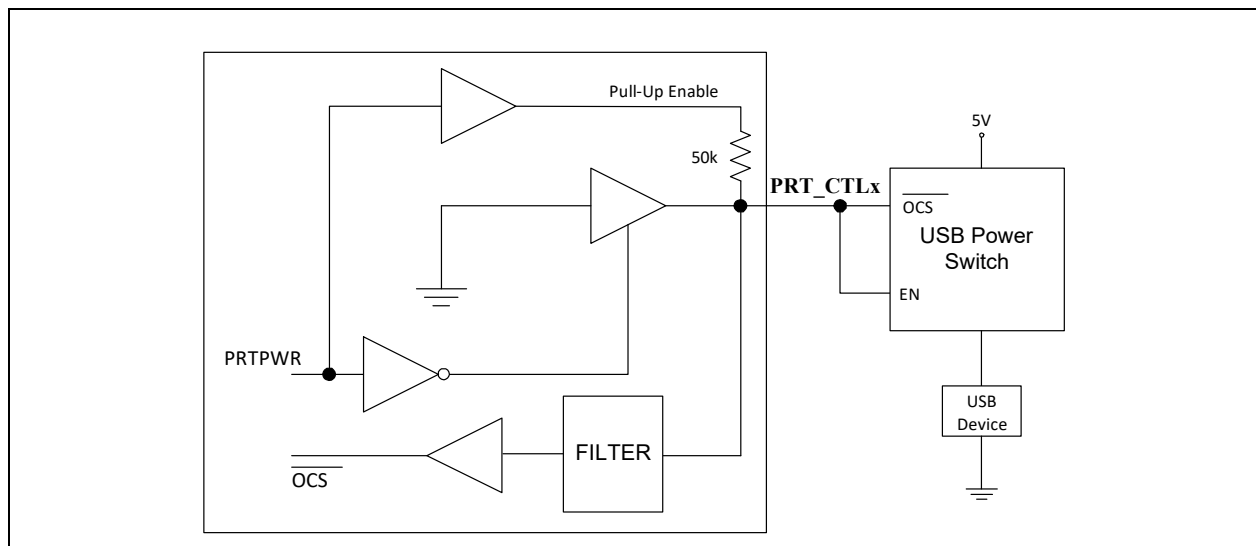 Pull-Up Enable
5V
50k
PRT_CTLx
OCS
USB Power
Switch
EN
PRTPWR
USB
Device
FILTER
OCS